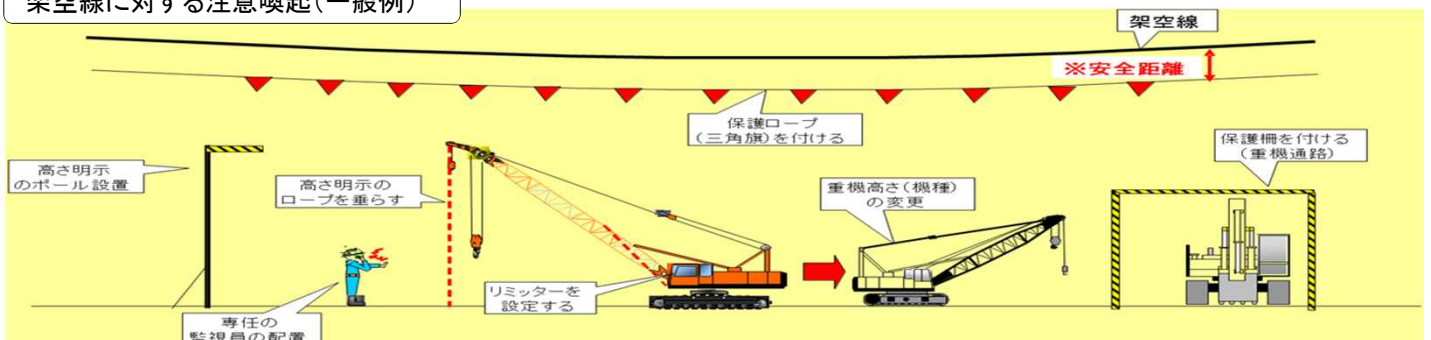 架空線に対する注意喚起(一般例)
架空線
※安全距離
保護ロープ
(三角旗)を付ける
保護柵を付ける
(重機通路)
高さ明示
のポール設置
高さ明示の
ロープを垂らす
重機高さ(機種)
の変更
リミッターを
設定する
専任の
監視員の配置